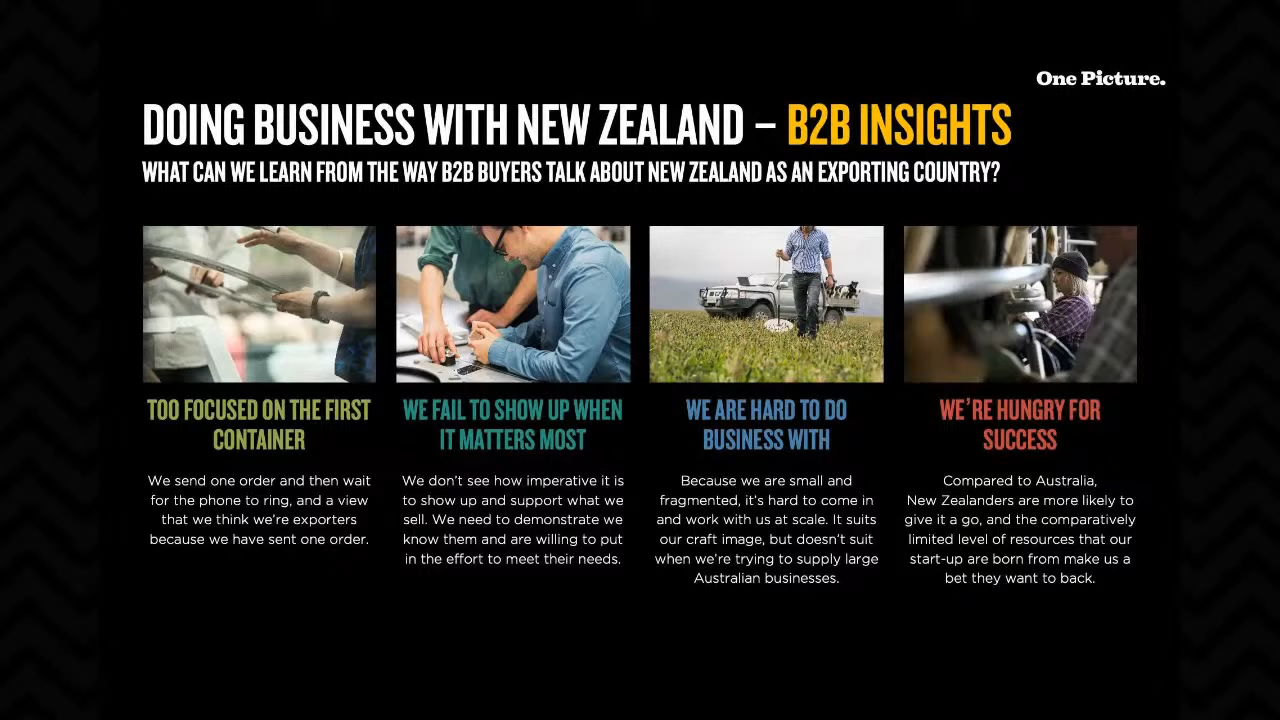 One Picture.
DOING BUSINESS WITH NEW ZEALAND – B2B INSIGHTS
WHAT CAN WE LEARN FROM THE WAY B2B BUYERS TALK ABOUT NEW ZEALAND AS AN EXPORTING COUNTRY?
TOO FOCUSED ON THE FIRST
CONTAINER
We send one order and then wait
for the phone to ring, and a view
that we think we're exporters
because we have sent one order.
WE FAIL TO SHOW UP WHEN
IT MATTERS MOST
We don't see how imperative it is
to show up and support what we
sell. We need to demonstrate we
know them and are willing to put
in the effort to meet their needs.
WE ARE HARD TO DO
BUSINESS WITH
Because we are small and
fragmented, it's hard to come in
and work with us at scale. It suits
our craft image, but doesn't suit
when we're trying to supply large
Australian businesses.
WE'RE HUNGRY FOR
SUCCESS
Compared to Australia,
New Zealanders are more likely to
give it a go, and the comparatively
limited level of resources that our
start-up are born from make us a
bet they want to back.